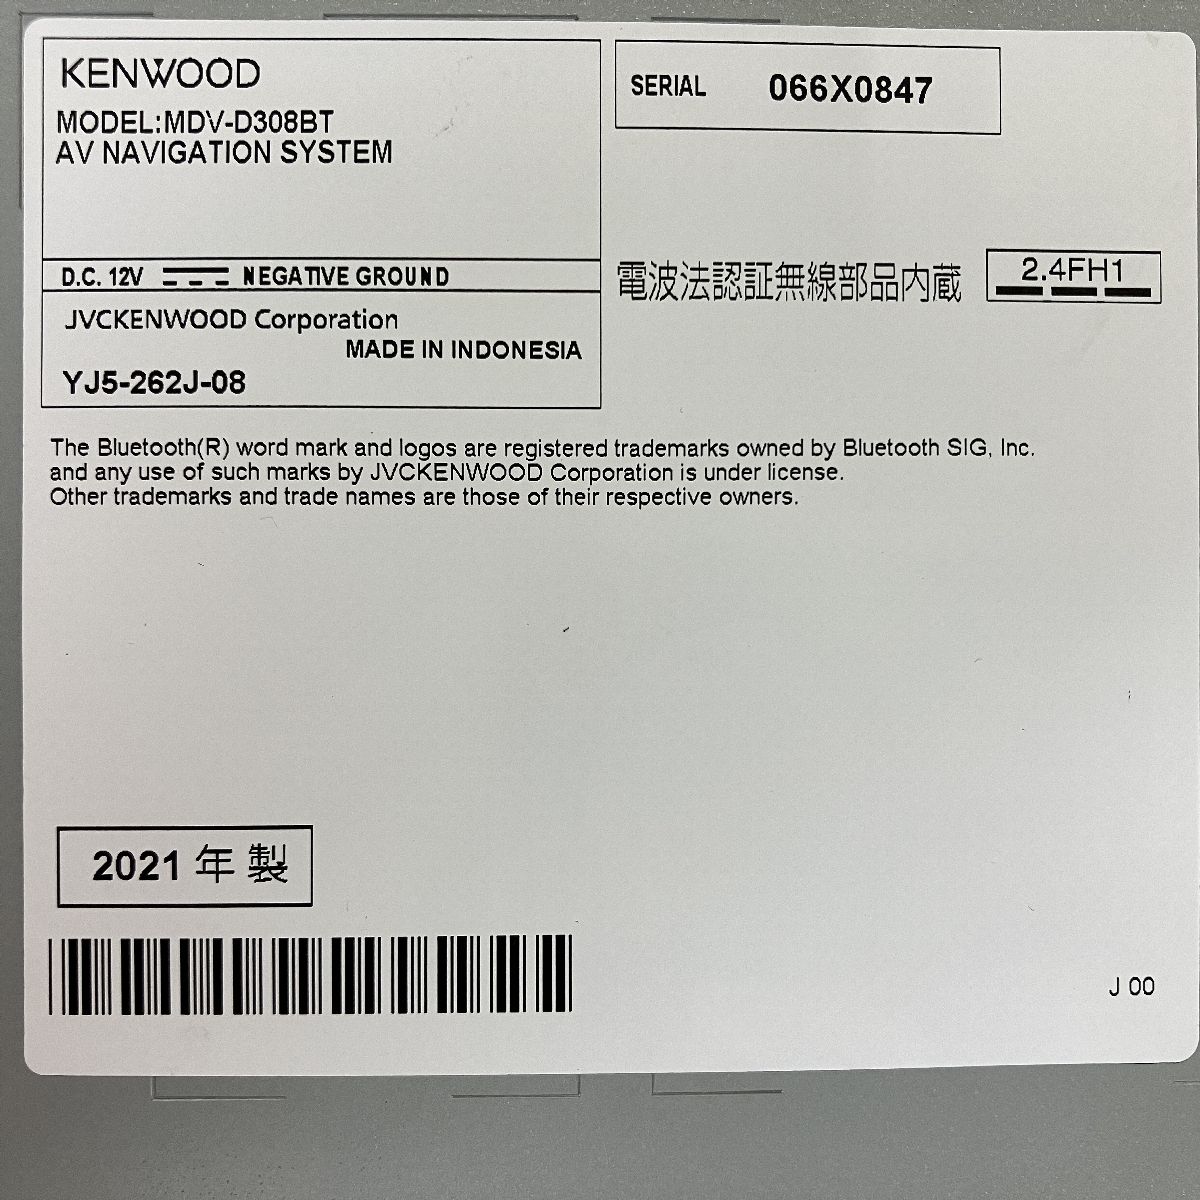 KENWOOD
MODEL:MDV-D308BT
AV NAVIGATION SYSTEM
SERIAL 066X0847
D.C. 12V NEGATIVE GROUND
JVCKENWOOD Corporation
MADE IN INDONESIA
YJ5-262J-08
電波法認証無線部品内蔵 2.4FH1
The Bluetooth(R) word mark and logos are registered trademarks owned by Bluetooth SIG, Inc.
and any use of such marks by JVCKENWOOD Corporation is under license.
Other trademarks and trade names are those of their respective owners.
2021 年 製
J 00